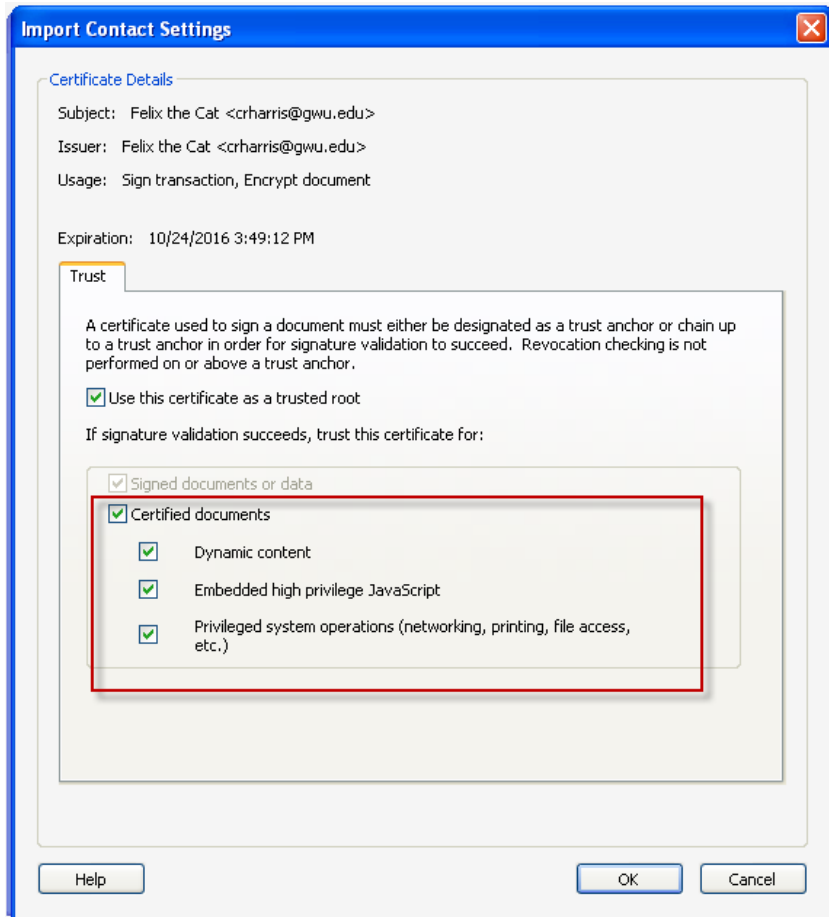 Import Contact Settings
Certificate Details
Subject: Felix the Cat <crharris@gwu.edu>
Issuer: Felix the Cat <crharris@gwu.edu>
Usage: Sign transaction, Encrypt document
Expiration: 10/24/2016 3:49:12 PM
Trust
A certificate used to sign a document must either be designated as a trust anchor or chain up
to a trust anchor in order for signature validation to succeed. Revocation checking is not
performed on or above a trust anchor.
Use this certificate as a trusted root
If signature validation succeeds, trust this certificate for:
Signed documents or data
Certified documents
Dynamic content
Embedded high privilege JavaScript
Privileged system operations (networking, printing, file access,
etc.)
Help OK Cancel